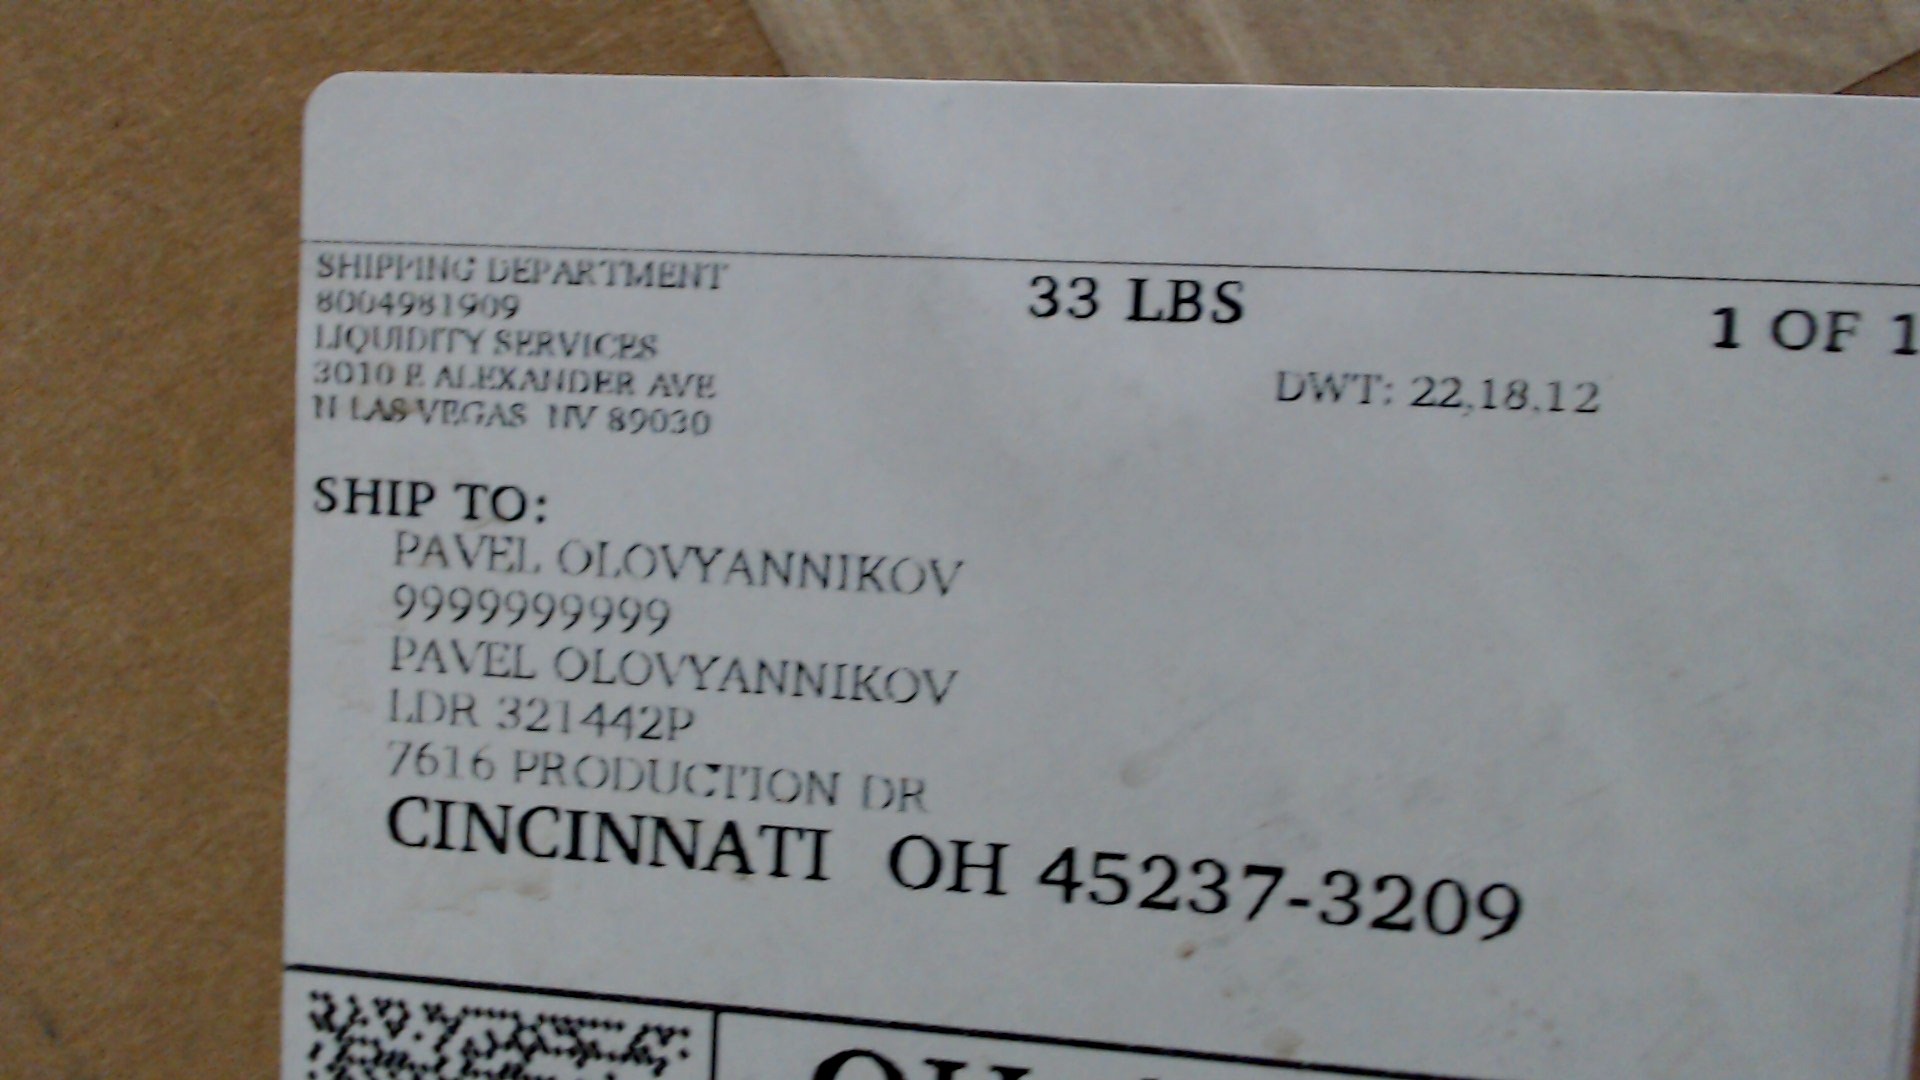 SHIPPING DEPARTMENT
8004981909
LIQUIDITY SERVICES
3010 E ALEXANDER AVE
N LAS VEGAS NV 89030
33 LBS
1 OF 1
DWT: 22,18,12
SHIP TO:
PAVEL OLOVYANNIKOV
9999999999
PAVEL OLOVYANNIKOV
LDR 321442P
7616 PRODUCTION DR
CINCINNATI OH 45237-3209
OH